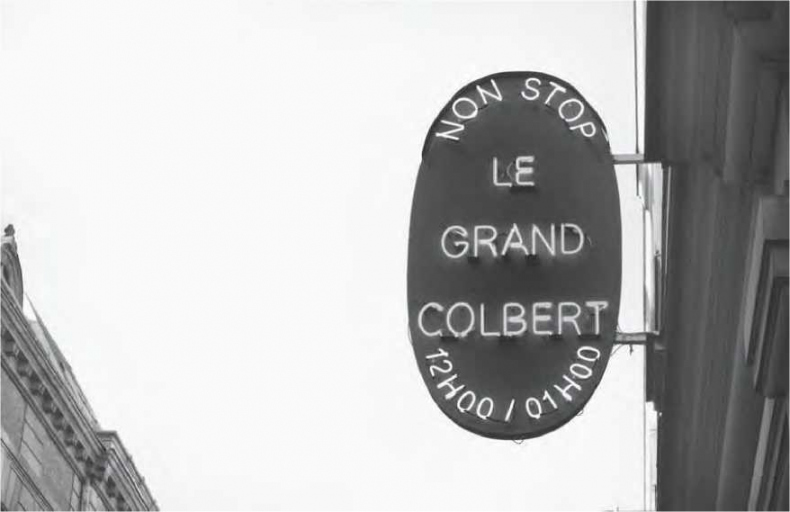 NON STOP
LE
GRAND
COLBERT
12H00 / 01H00